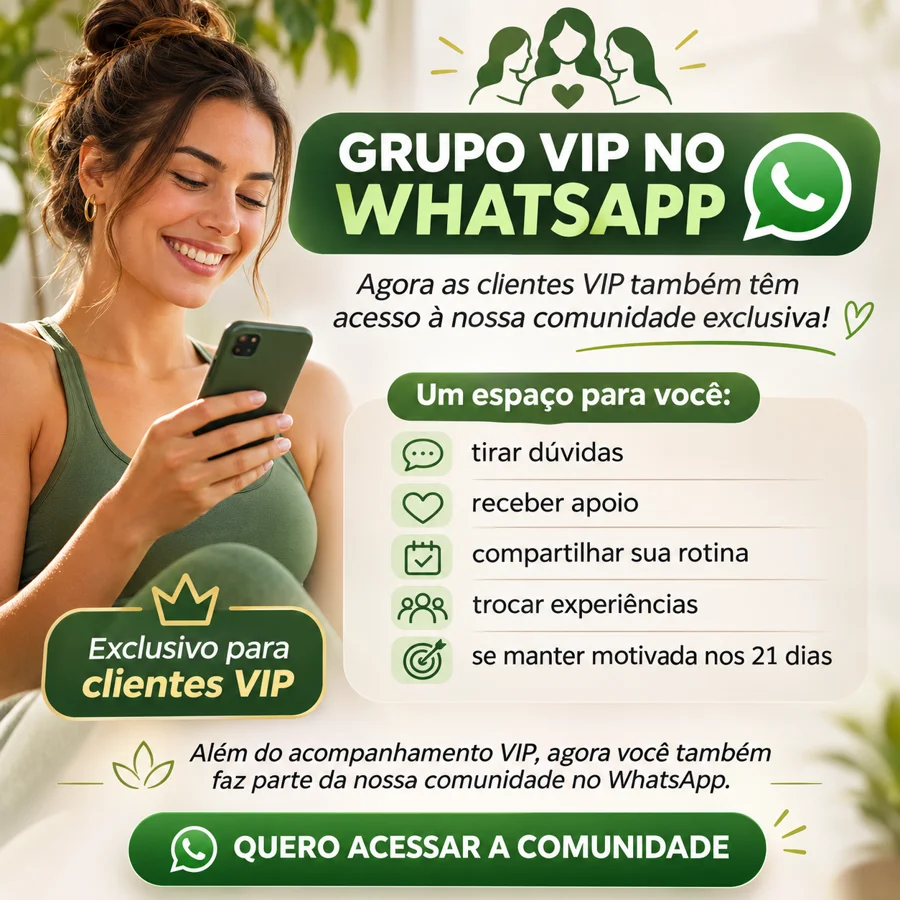 GRUPO VIP NO
WHATSAPP
Agora as clientes VIP também têm
acesso à nossa comunidade exclusiva!
Um espaço para você:
tirar dúvidas
receber apoio
compartilhar sua rotina
trocar experiências
se manter motivada nos 21 dias
Exclusivo para
clientes VIP
Além do acompanhamento VIP, agora você também
faz parte da nossa comunidade no WhatsApp.
QUERO ACESSAR A COMUNIDADE